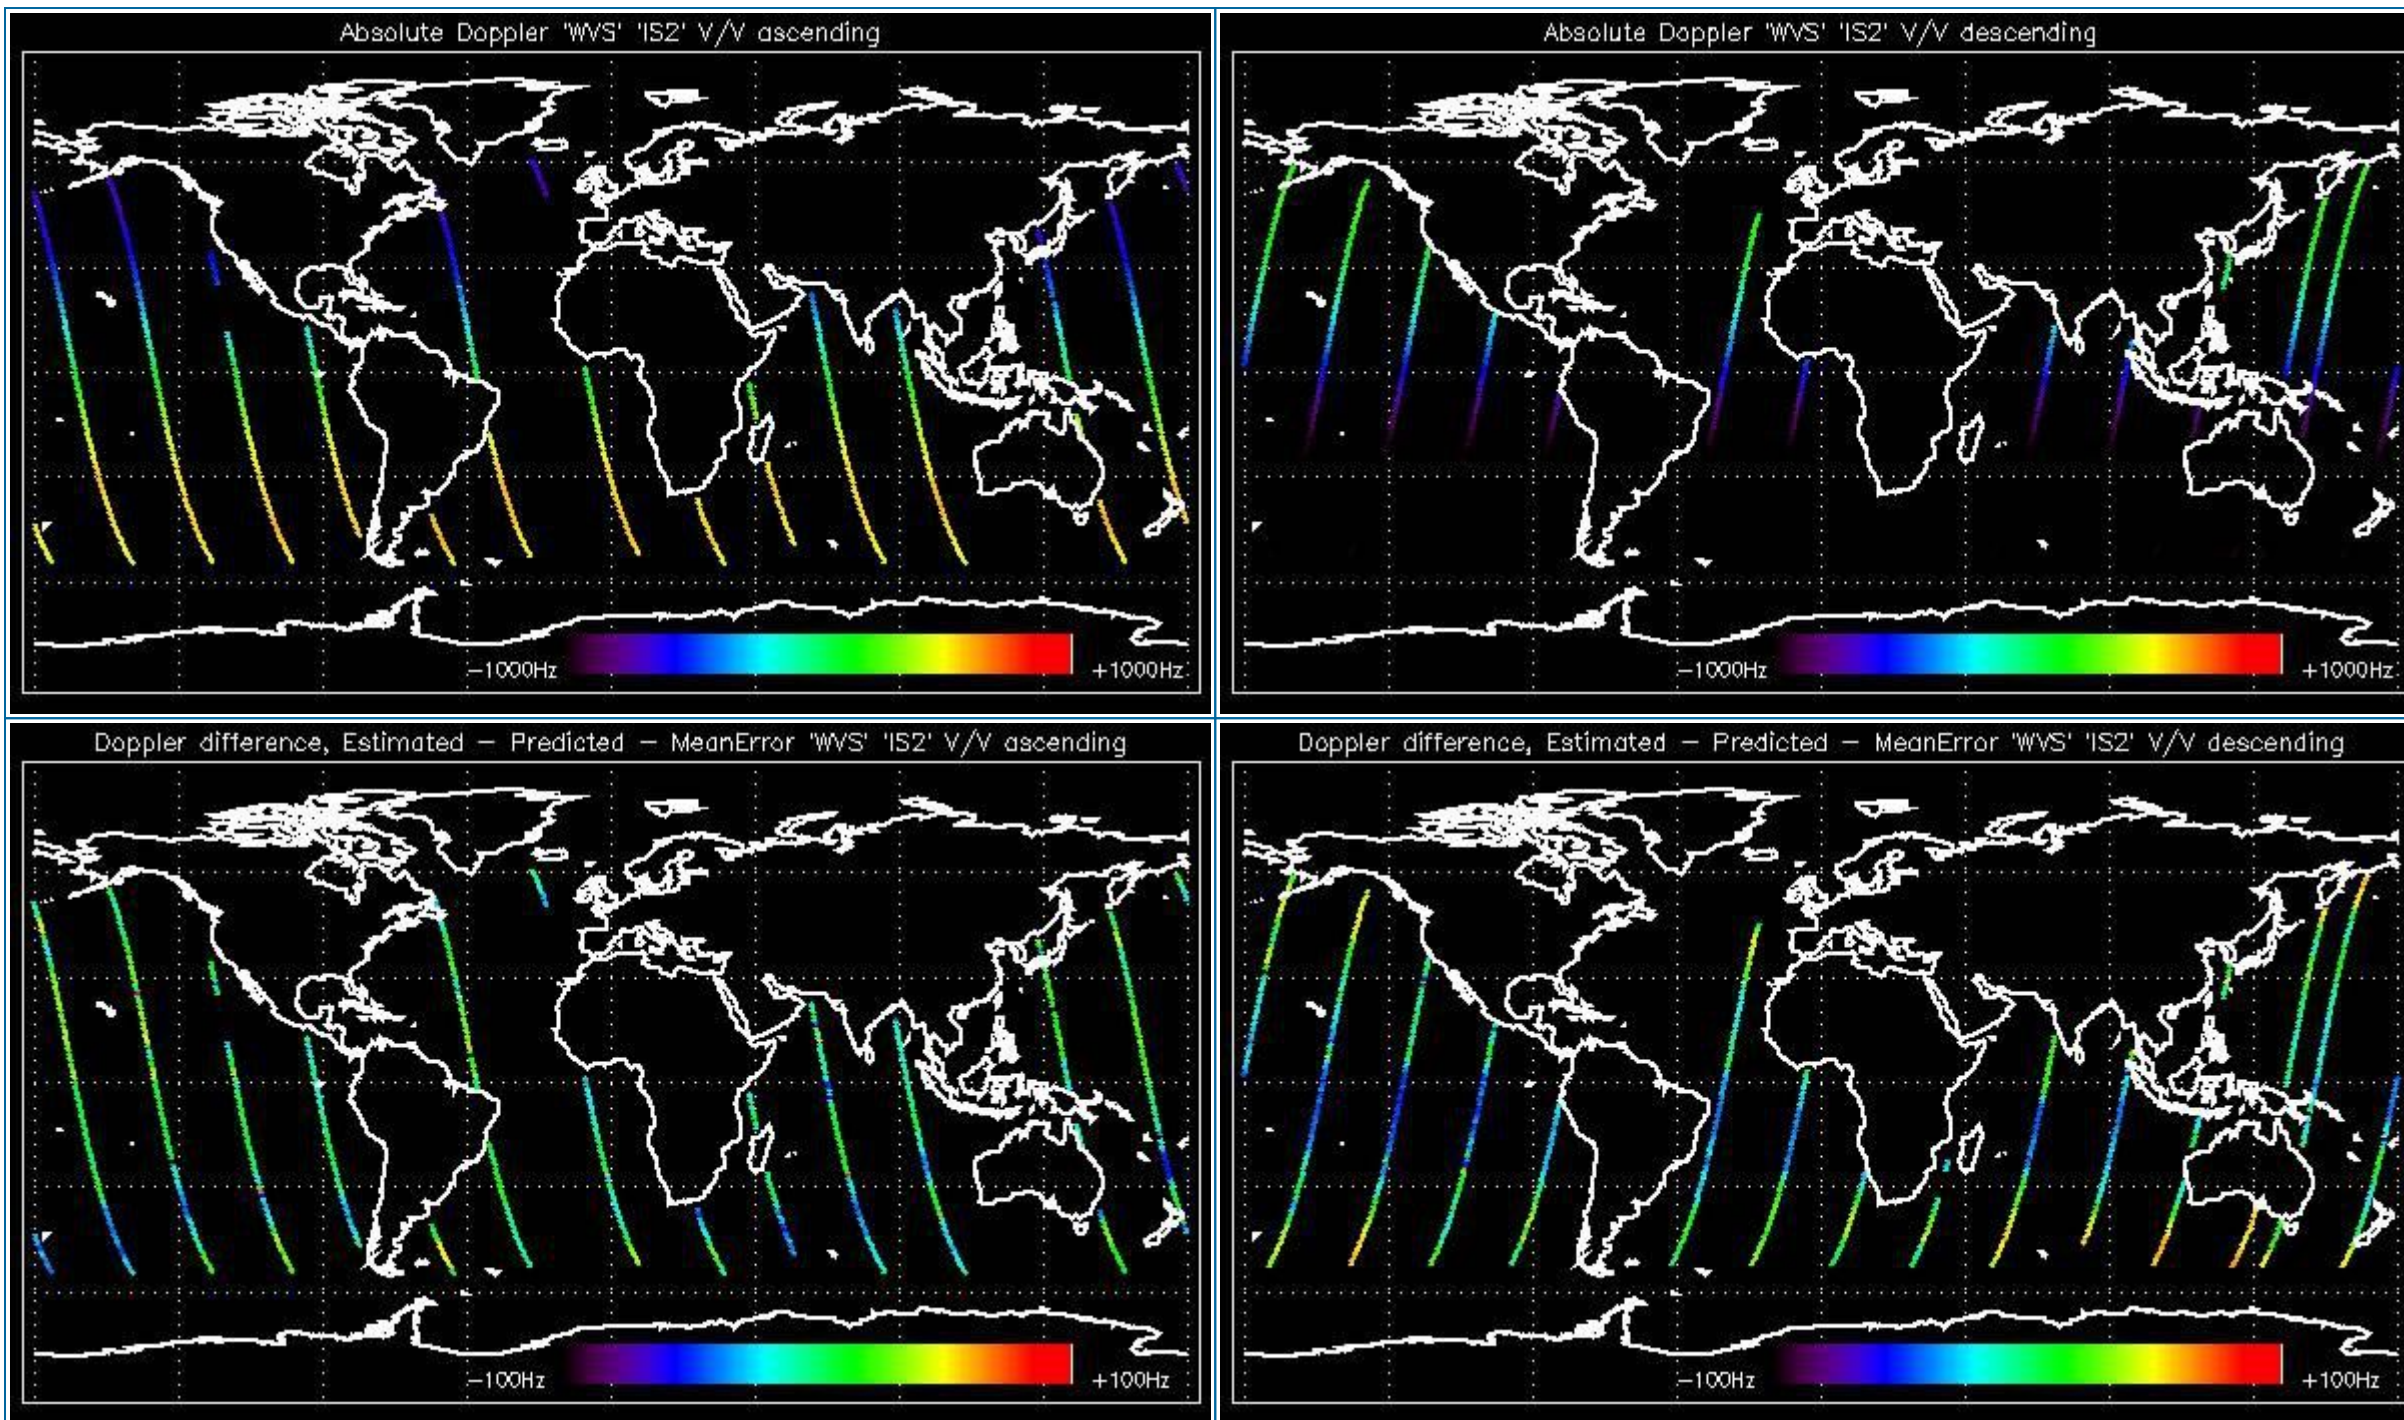 Absolute Doppler 'WVS' 'IS2' V/V ascending
−1000Hz
+1000Hz
Absolute Doppler 'WVS' 'IS2' V/V descending
−1000Hz
+1000Hz
Doppler difference, Estimated − Predicted − MeanError 'WVS' 'IS2' V/V ascending
−100Hz
+100Hz
Doppler difference, Estimated − Predicted − MeanError 'WVS' 'IS2' V/V descending
−100Hz
+100Hz